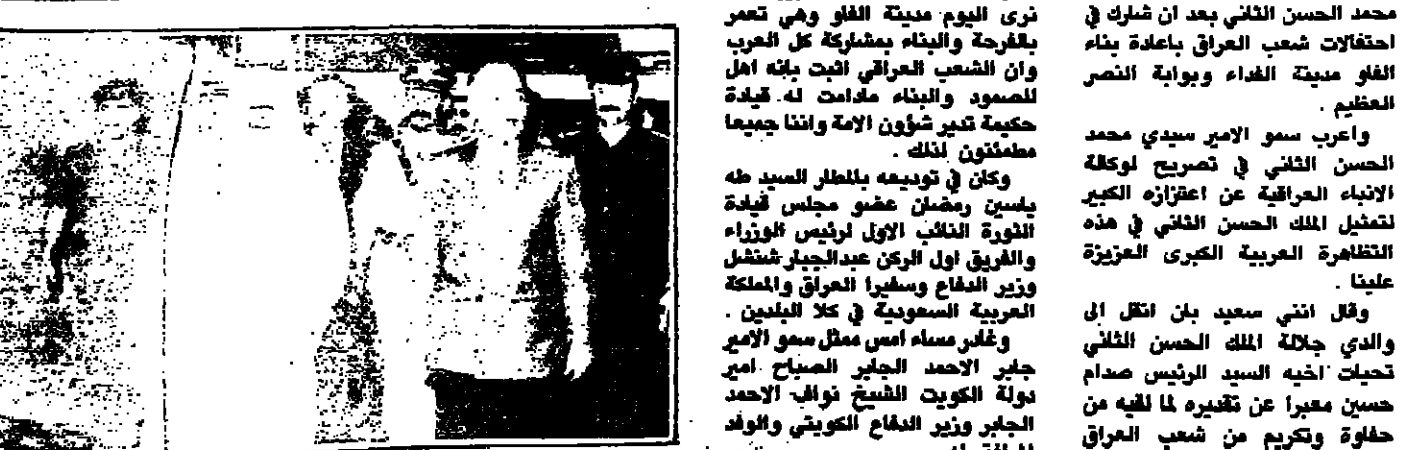 محمد الحسن الثاني بعد ان شارك في
احتفالات شعب العراق باعادة بناء
الفاو مدينة الفداء وبوابة النصر
العظيم .
واعرب سمو الامير سيدي محمد
الحسن الثاني في تصريح لوكالة
الانباء العراقية عن اعتزازه الكبير
لتمثيل الملك الحسن الثاني في هذه
التظاهرة العربية الكبرى العزيزة
علينا .
وقال انني سعيد بان انقل الى
والدي جلالة الملك الحسن الثاني
تحيات اخيه السيد الرئيس صدام
حسين معبرا عن تقديره لما لقيه من
حفاوة وتكريم من شعب العراق
نرى اليوم مدينة الفاو وهي تعمر
بالفرحة والبناء بمشاركة كل العرب
وان الشعب العراقي اثبت بانه اهل
للصمود والبناء مادامت له قيادة
حكيمة تدير شؤون الامة واننا جميعا
مطمئنون لذلك .
وكان في توديعه بالمطار السيد طه
ياسين رمضان عضو مجلس قيادة
الثورة النائب الاول لرئيس الوزراء
والفريق اول الركن عبدالجبار شنشل
وزير الدفاع وسفيرا العراق والمملكة
العربية السعودية في كلا البلدين .
وغادر مساء امس ممثل سمو الامير
جابر الاحمد الجابر الصباح امير
دولة الكويت الشيخ نواف الاحمد
الجابر وزير الدفاع الكويتي والوفد